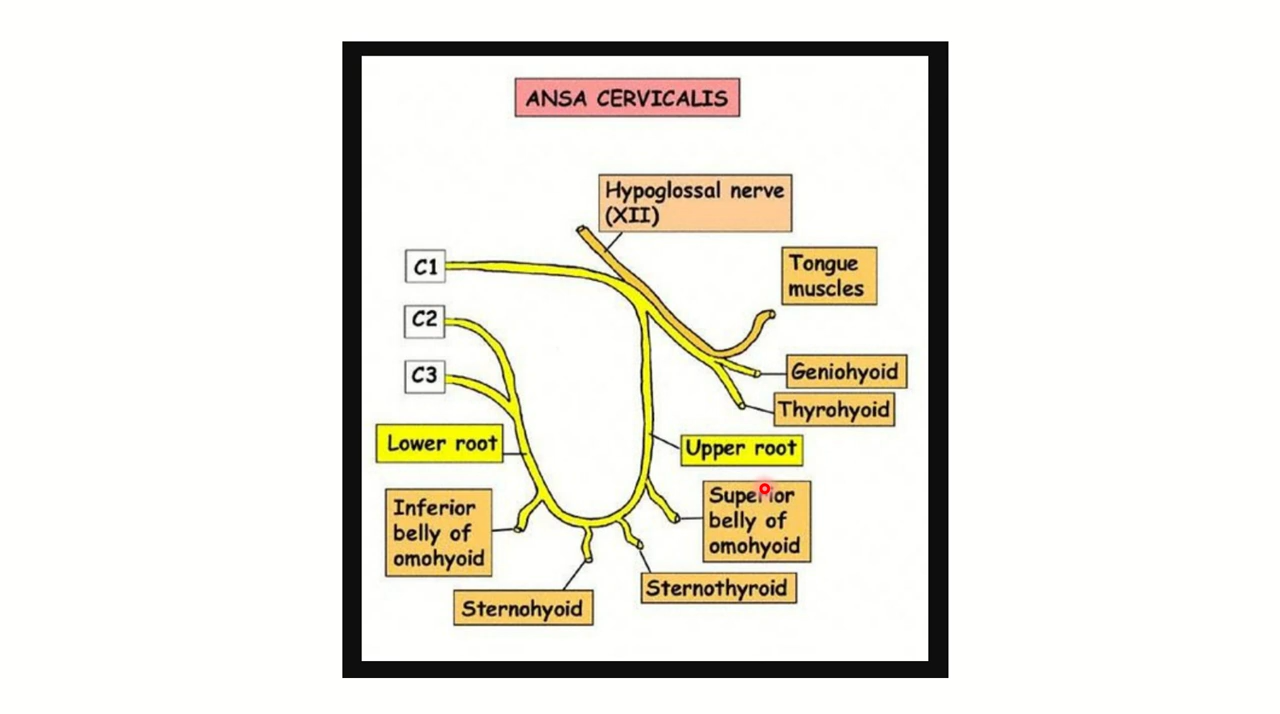 ANSA CERVICALIS
Hypoglossal nerve
(XII)
C1
Tongue
muscles
C2
C3
Geniohyoid
Thyrohyoid
Lower root
Upper root
Inferior
belly of
omohyoid
Superior
belly of
omohyoid
Sternothyroid
Sternohyoid